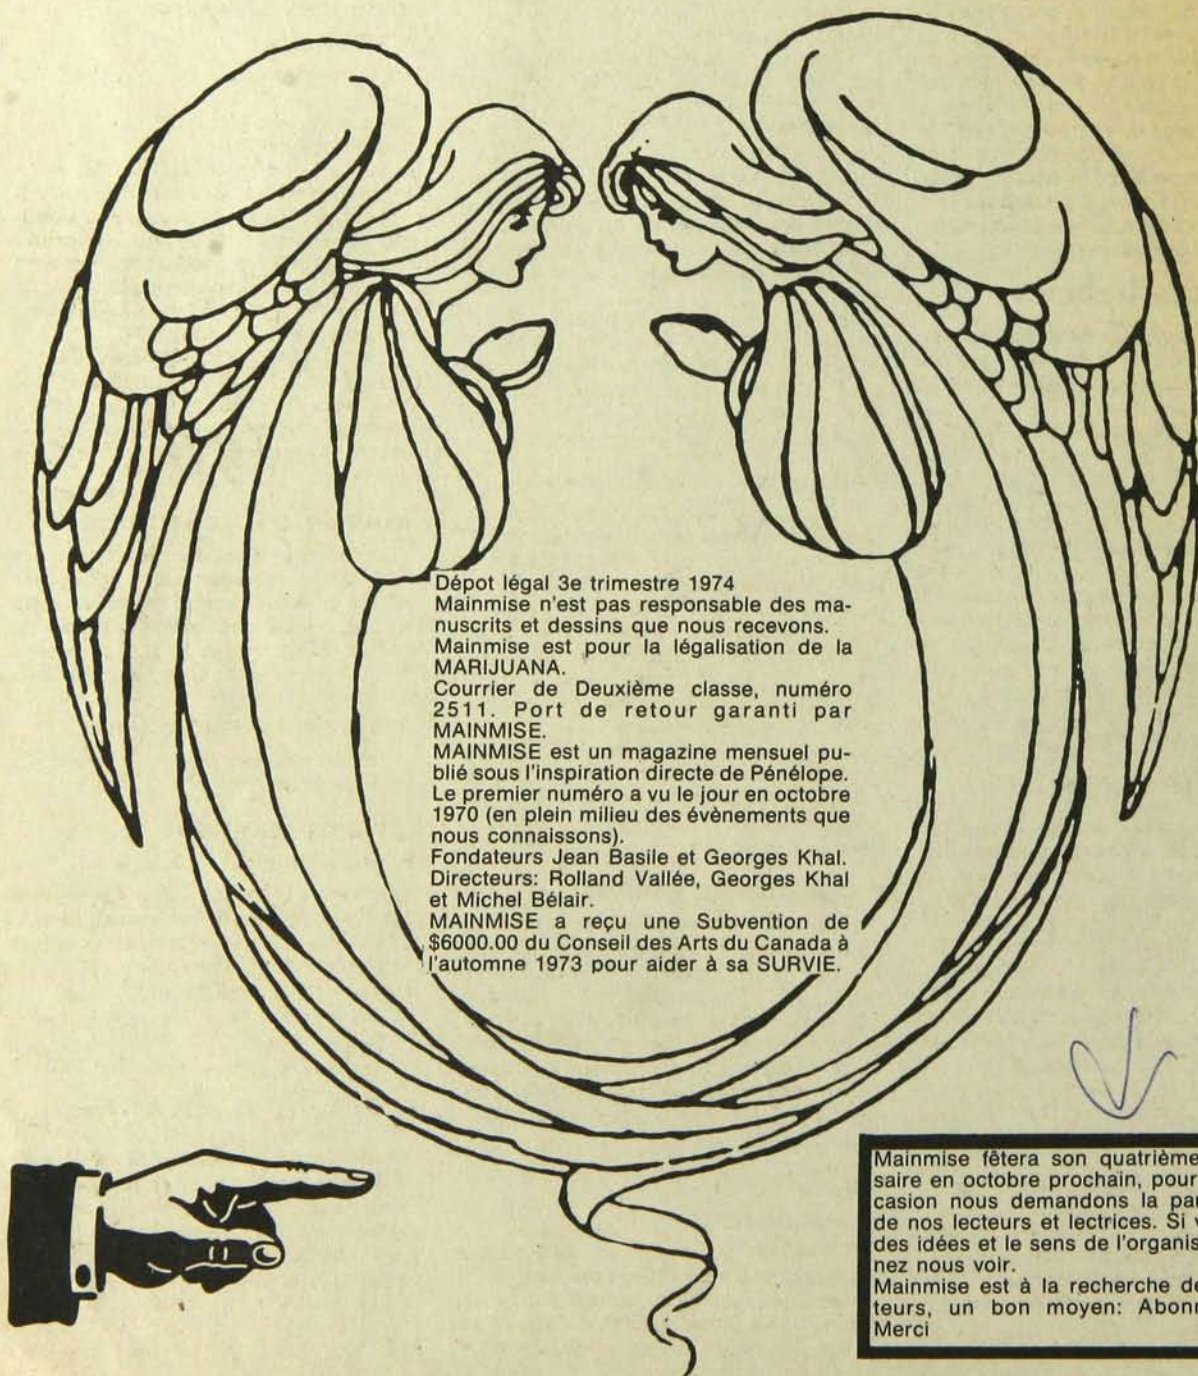 Dépot légal 3e trimestre 1974
Mainmise n'est pas responsable des ma-
nuscrits et dessins que nous recevons.
Mainmise est pour la légalisation de la
MARIJUANA.
Courrier de Deuxième classe, numéro
2511. Port de retour garanti par
MAINMISE.
MAINMISE est un magazine mensuel pu-
blié sous l'inspiration directe de Pénélope.
Le premier numéro a vu le jour en octobre
1970 (en plein milieu des évènements que
nous connaissons).
Fondateurs Jean Basile et Georges Khal.
Directeurs: Rolland Vallée, Georges Khal
et Michel Bélair.
MAINMISE a reçu une Subvention de
$6000.00 du Conseil des Arts du Canada à
l'automne 1973 pour aider à sa SURVIE.
Mainmise fêtera son quatrième
saire en octobre prochain, pour
casion nous demandons la par
de nos lecteurs et lectrices. Si v
des idées et le sens de l'organis
nez nous voir.
Mainmise est à la recherche de
teurs, un bon moyen: Abonn
Merci